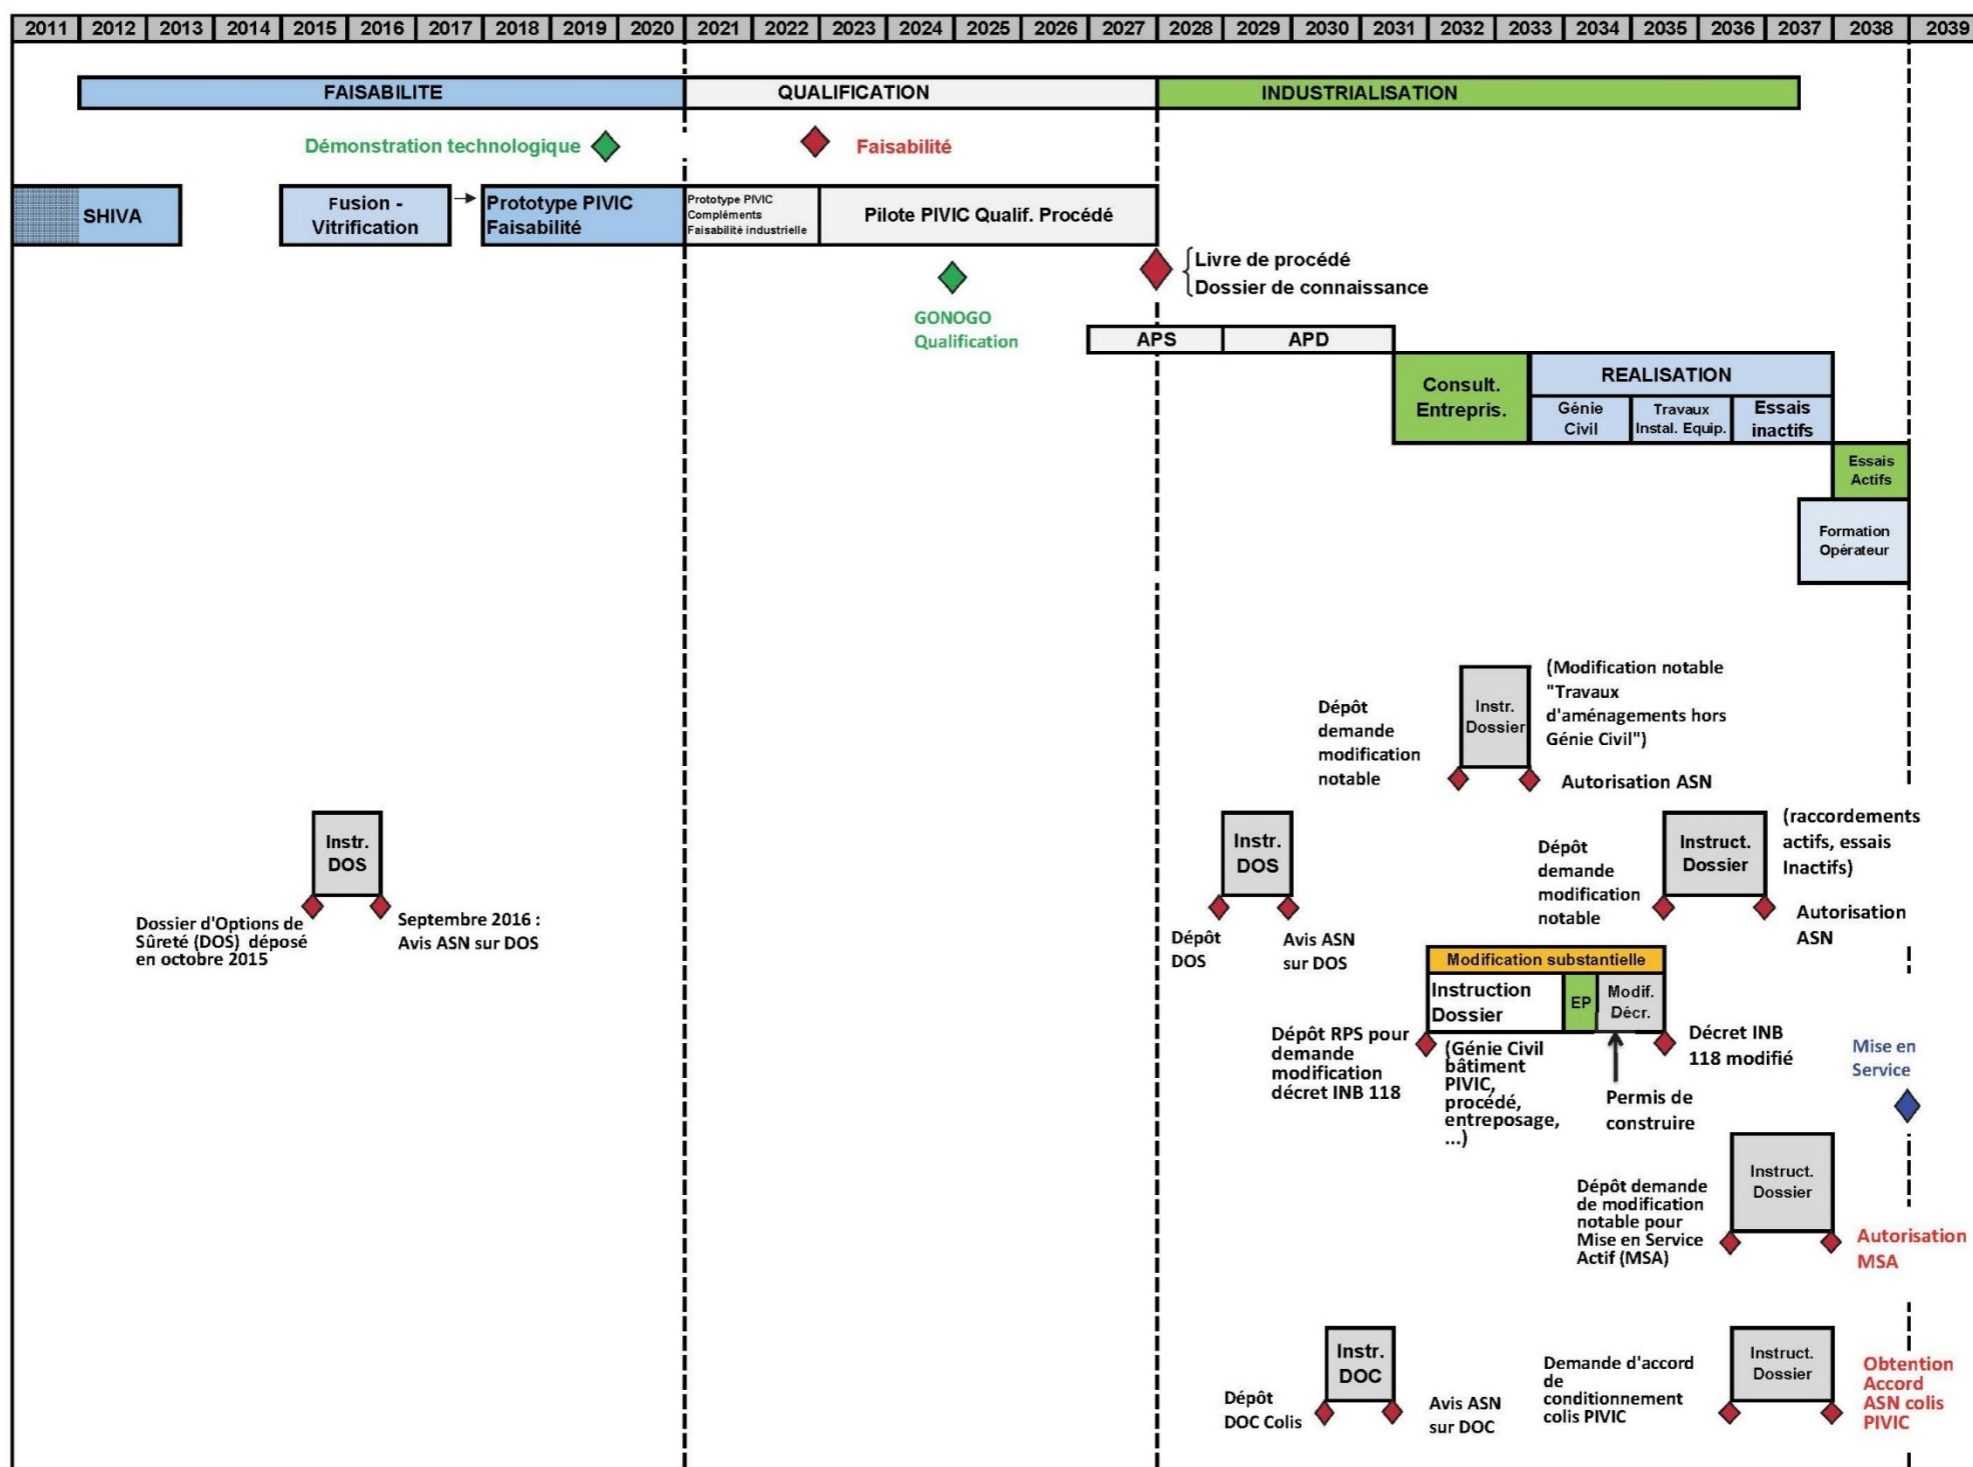 2011 2012 2013 2014 2015 2016 2017 2018 2019 2020 2021 2022 2023 2024 2025 2026 2027 2028 2029 2030 2031 2032 2033 2034 2035 2036 2037 2038 2039
FAISABILITE
QUALIFICATION
INDUSTRIALISATION
Démonstration technologique
Faisabilité
SHIVA
Fusion -
Vitrification
Prototype PIVIC
Faisabilité
Prototype PIVIC
Compléments
Faisabilité industrielle
Pilote PIVIC Qualif. Procédé
Livre de procédé
Dossier de connaissance
GONOGO
Qualification
APS
APD
Consult.
Entrepris.
REALISATION
Génie
Civil
Travaux
Instal. Equip.
Essais
inactifs
Essais
Actifs
Formation
Opérateur
Dépôt
demande
modification
notable
Instr.
Dossier
(Modification notable
"Travaux
d'aménagements hors
Génie Civil")
Autorisation ASN
Instr.
DOS
Dossier d'Options de
Sûreté (DOS) déposé
en octobre 2015
Septembre 2016 :
Avis ASN sur DOS
Instr.
DOS
Dépôt
DOS
Avis ASN
sur DOS
Dépôt
demande
modification
notable
Instruct.
Dossier
(raccordements
actifs, essais
Inactifs)
Autorisation
ASN
Modification substantielle
Instruction
Dossier
EP
Modif.
Décr.
Dépôt RPS pour
demande
modification
décret INB 118
(Génie Civil
bâtiment
PIVIC,
procédé,
entreposage,
...)
Permis de
construire
Décret INB
118 modifié
Mise en
Service
Dépôt demande
de modification
notable pour
Mise en Service
Actif (MSA)
Instruct.
Dossier
Autorisation
MSA
Dépôt
DOC Colis
Instr.
DOC
Avis ASN
sur DOC
Demande d'accord
de
conditionnement
colis PIVIC
Instruct.
Dossier
Obtention
Accord
ASN colis
PIVIC